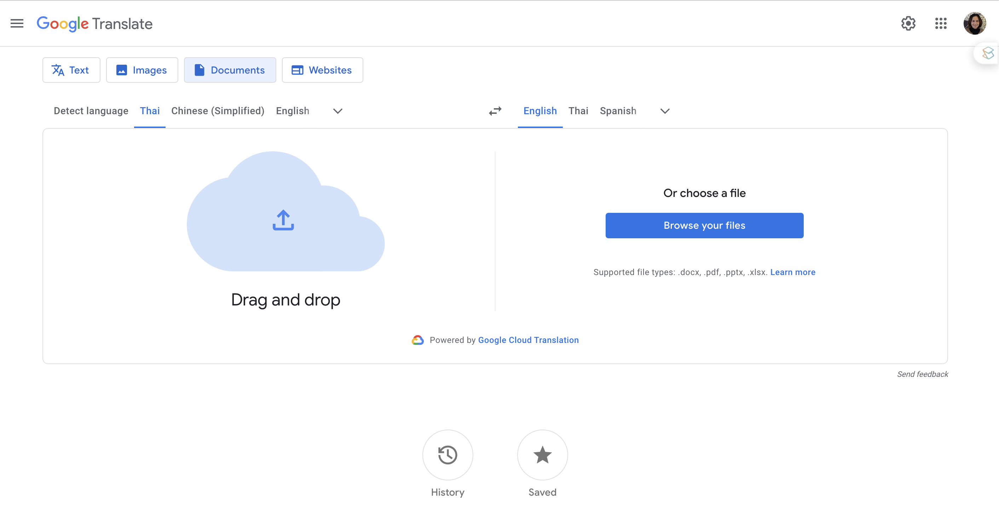 Google Translate
Text
Images
Documents
Websites
Detect language Thai Chinese (Simplified) English
English Thai Spanish
Drag and drop
Or choose a file
Browse your files
Supported file types: .docx, .pdf, .pptx, .xlsx. Learn more
Powered by Google Cloud Translation
Send feedback
History
Saved